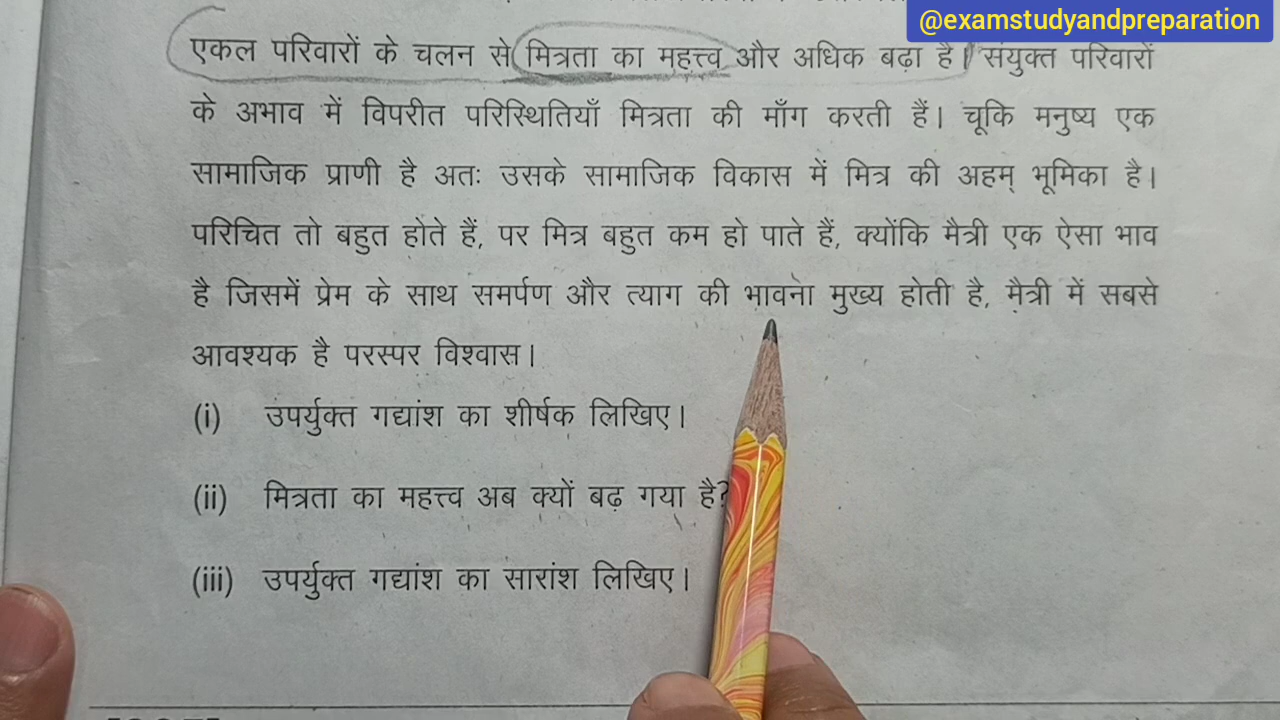 @examstudyandpreparation
एकल परिवारों के चलन से मित्रता का महत्त्व और अधिक बढ़ा है। संयुक्त परिवारों
के अभाव में विपरीत परिस्थितियाँ मित्रता की माँग करती हैं। चूकि मनुष्य एक
सामाजिक प्राणी है अतः उसके सामाजिक विकास में मित्र की अहम् भूमिका है।
परिचित तो बहुत होते हैं, पर मित्र बहुत कम हो पाते हैं, क्योंकि मैत्री एक ऐसा भाव
है जिसमें प्रेम के साथ समर्पण और त्याग की भावना मुख्य होती है, मैत्री में सबसे
आवश्यक है परस्पर विश्वास।
(i) उपर्युक्त गद्यांश का शीर्षक लिखिए।
(ii) मित्रता का महत्त्व अब क्यों बढ़ गया है?
(iii) उपर्युक्त गद्यांश का सारांश लिखिए।